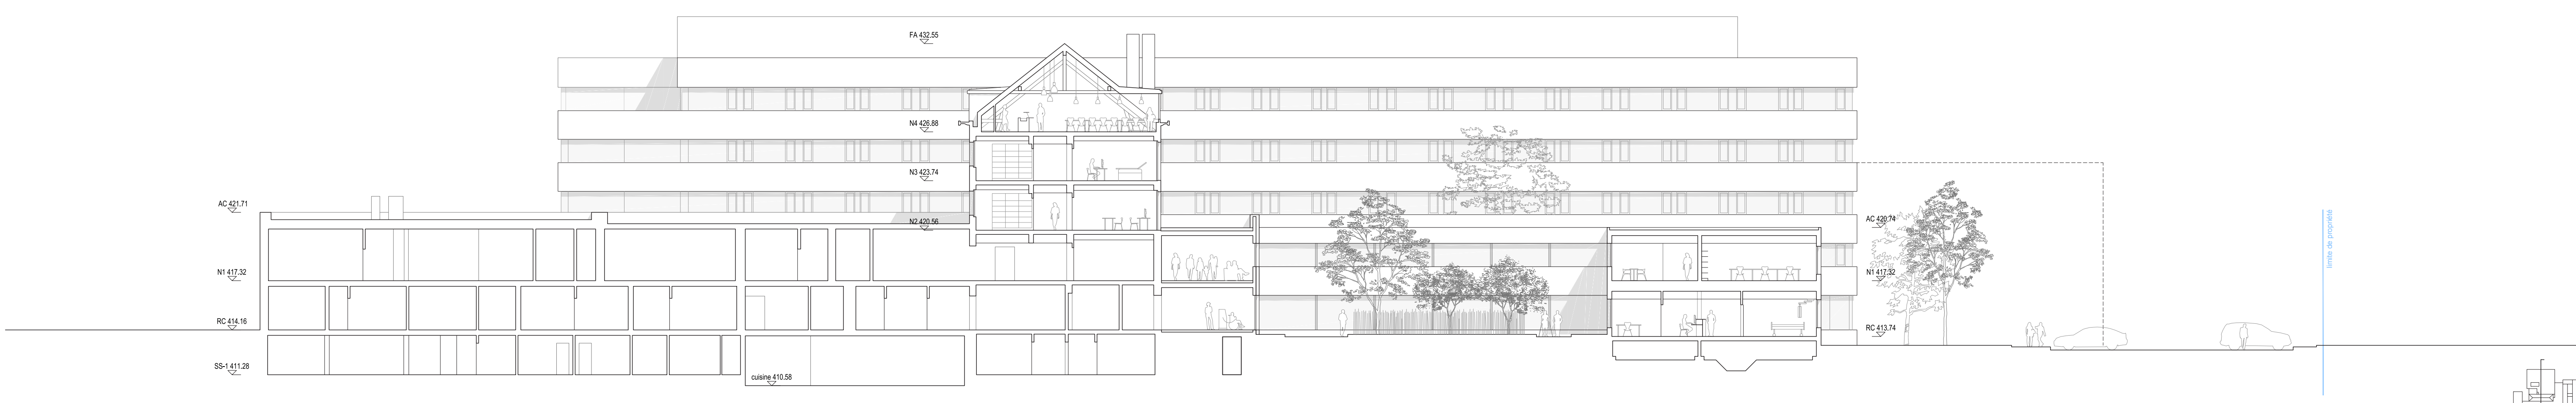 FA 432.55
N4 426.88
N3 423.74
AC 421.71
N2 420.56
AC 420.74
limite de propriété
N1 417.32
N1 417.32
RC 414.16
RC 413.74
SS-1 411.28
cuisine 410.58